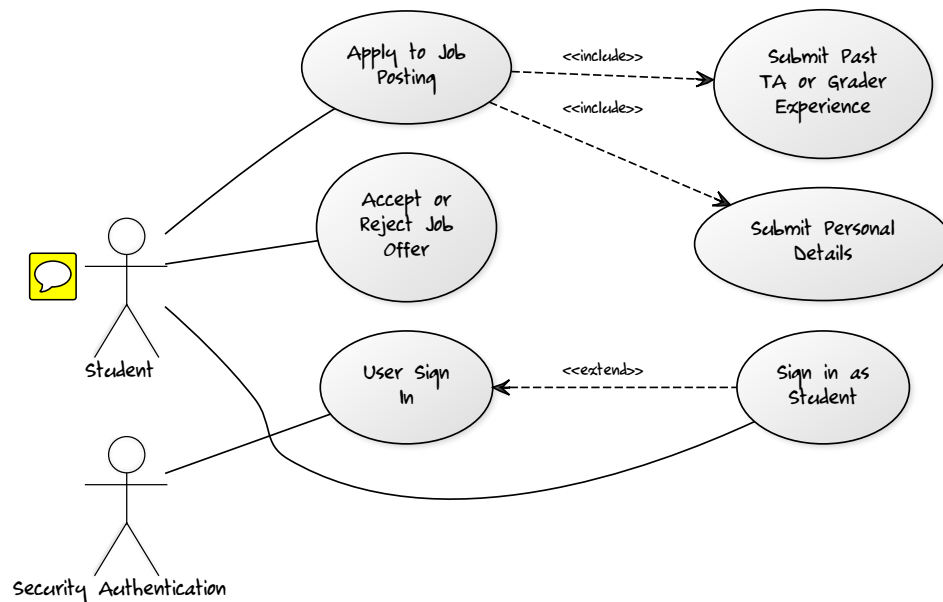 Apply to Job
Posting
<<include>>
Submit Past
TA or Grader
Experience
<<include>>
Accept or
Reject Job
Offer
Submit Personal
Details
Student
User Sign
In
<<extend>>
Sign in as
Student
Security Authentication